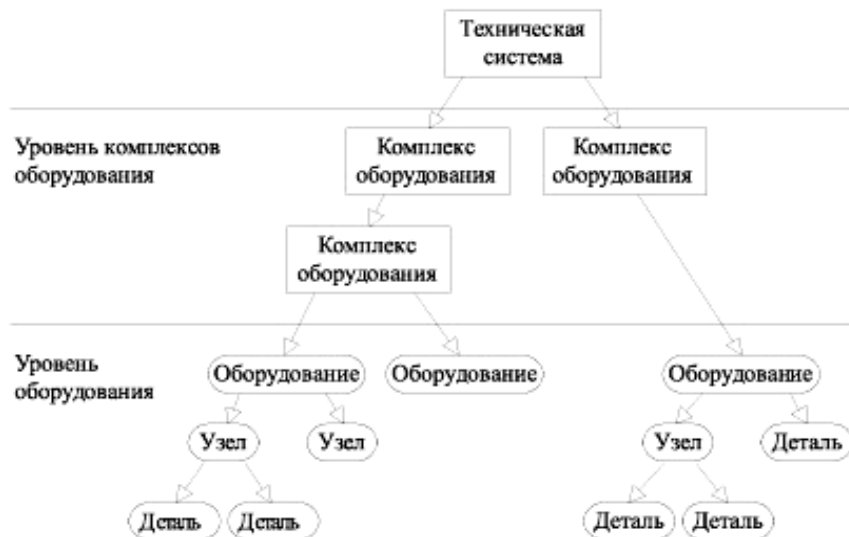 Техническая
система
Уровень комплексов
оборудования
Комплекс
оборудования
Комплекс
оборудования
Комплекс
оборудования
Уровень
оборудования
Оборудование
Оборудование
Оборудование
Узел
Узел
Узел
Деталь
Деталь
Деталь
Деталь
Деталь